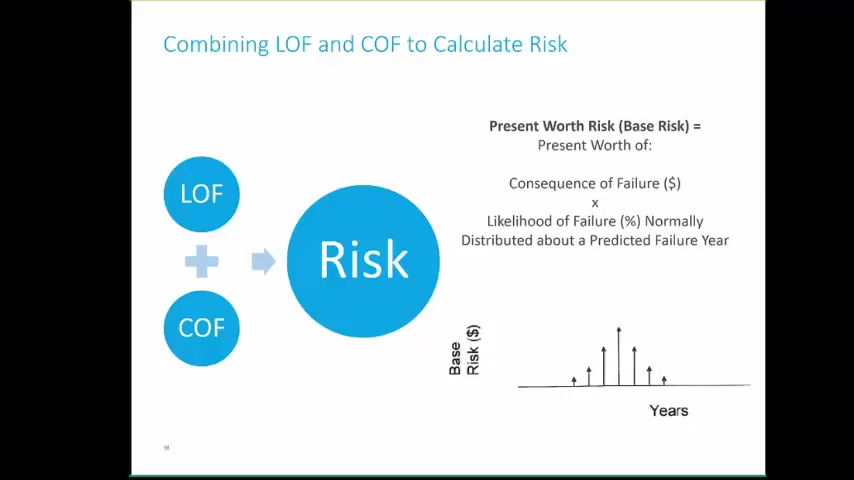 Combining LOF and COF to Calculate Risk
LOF
COF
Risk
Present Worth Risk (Base Risk) =
Present Worth of:
Consequence of Failure ($)
x
Likelihood of Failure (%) Normally
Distributed about a Predicted Failure Year
Base
Risk ($)
Years